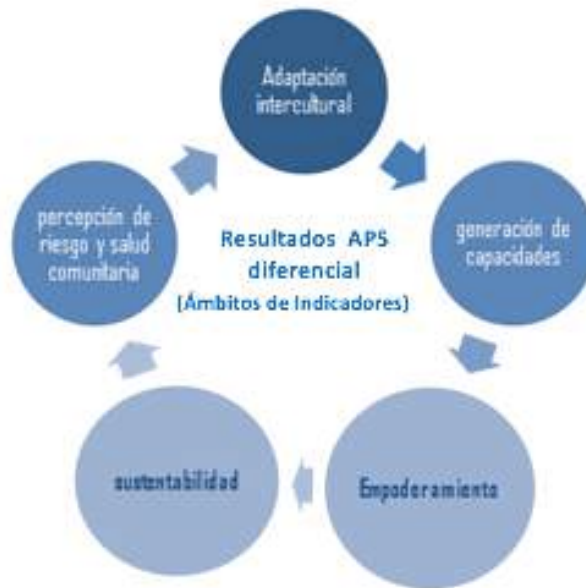 Adaptación
intercultural
percepción de
riesgo y salud
comunitaria
Resultados APS
diferencial
(Ámbitos de Indicadores)
generación de
capacidades
sustentabilidad
Empoderamiento